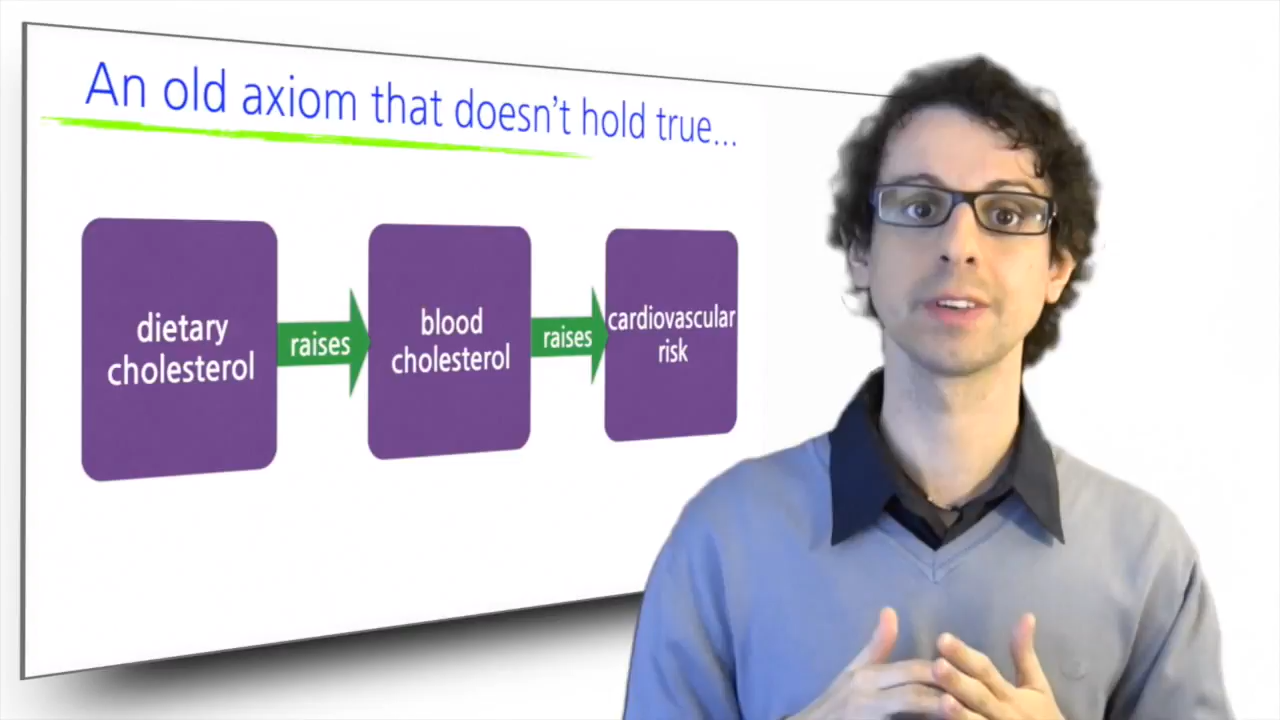 An old axiom that doesn't hold true...
dietary
cholesterol
raises
blood
cholesterol
raises
cardiovascular
risk